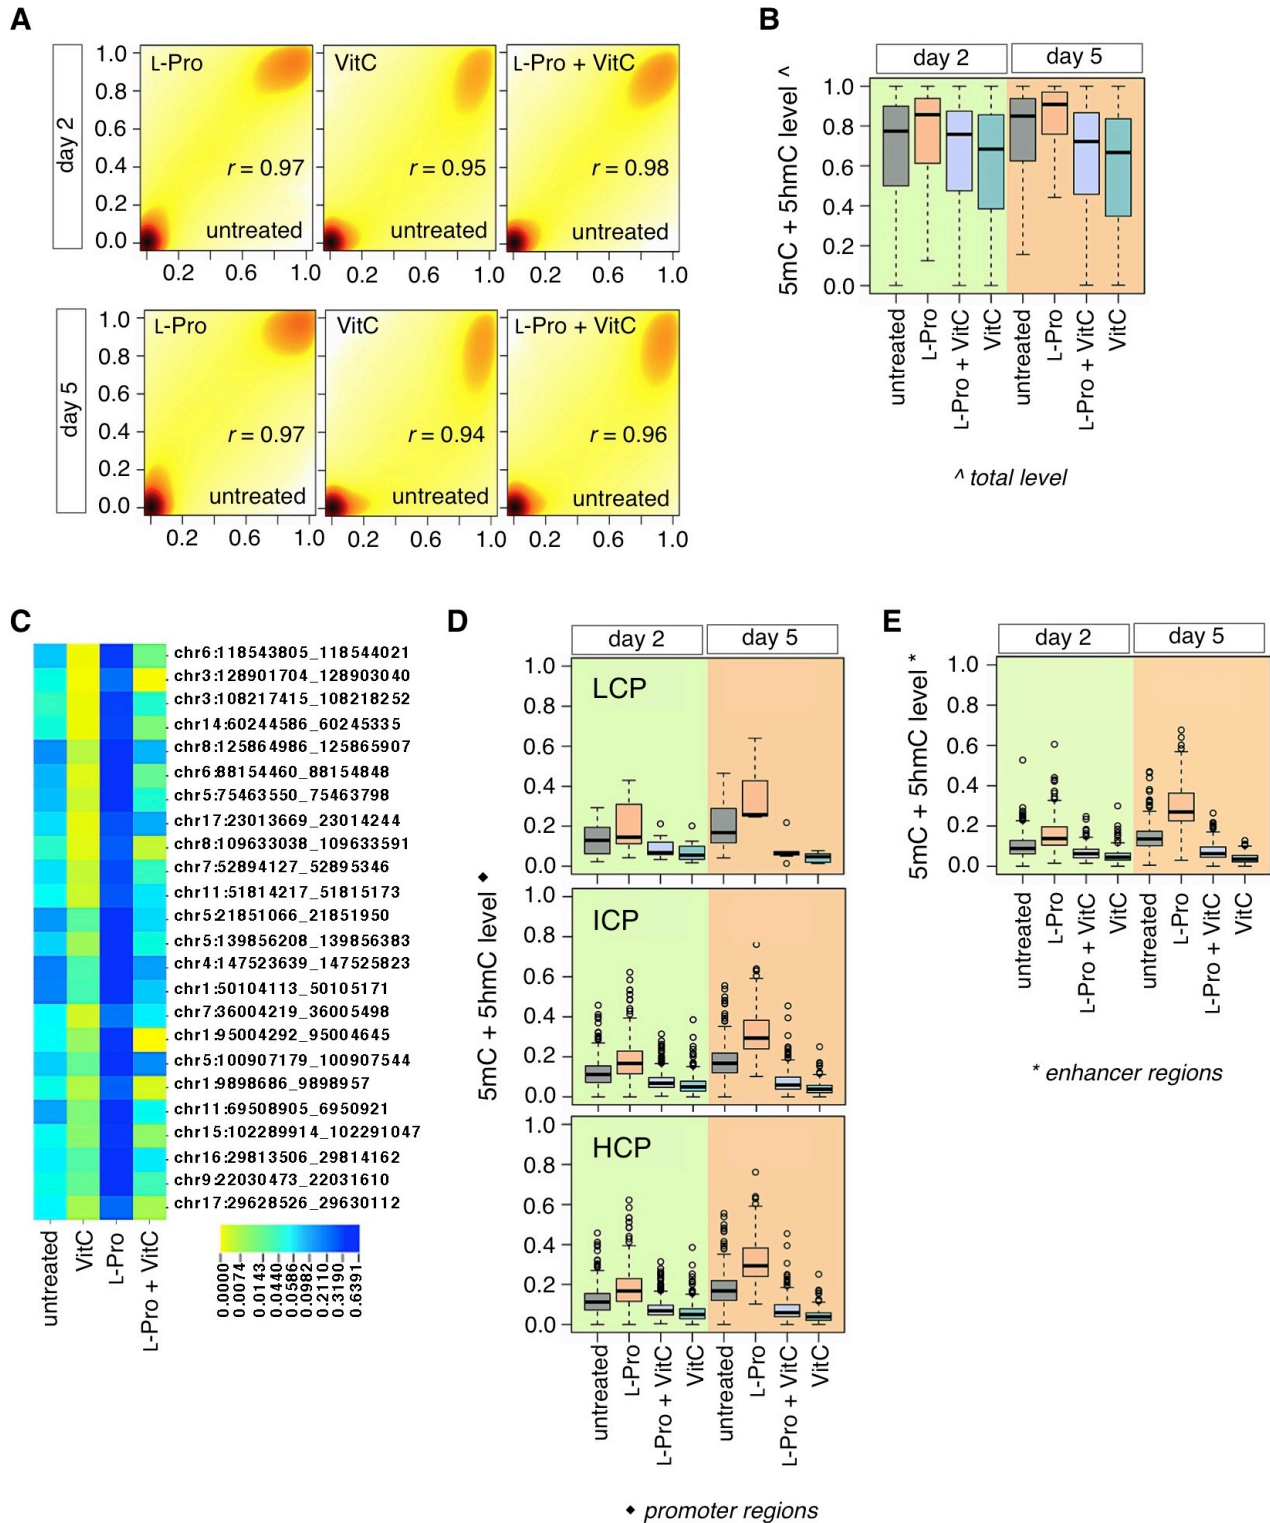 A
day 2
1.0
0.8
0.6
0.4
0.2
0.0
L-Pro
r = 0.97
untreated
VitC
r = 0.95
untreated
L-Pro + VitC
r = 0.98
untreated
0.2 0.6 1.0
0.2 0.6 1.0
0.2 0.6 1.0
day 5
1.0
0.8
0.6
0.4
0.2
0.0
L-Pro
r = 0.97
untreated
VitC
r = 0.94
untreated
L-Pro + VitC
r = 0.96
untreated
0.2 0.6 1.0
0.2 0.6 1.0
0.2 0.6 1.0
B
day 2 day 5
5mC + 5hmC level ^
1.0
0.8
0.6
0.4
0.2
0.0
untreated
L-Pro
L-Pro + VitC
VitC
untreated
L-Pro
L-Pro + VitC
VitC
^ total level
C
chr6:118543805_118544021
chr3:128901704_128903040
chr3:108217415_108218252
chr14:60244586_60245335
chr8:125864986_125865907
chr6:88154460_88154848
chr5:75463550_75463798
chr17:23013669_23014244
chr8:109633038_109633591
chr7:52894127_52895346
chr11:51814217_51815173
chr5:21851066_21851950
chr5:139856208_139856383
chr4:147523639_147525823
chr1:50104113_50105171
chr7:36004219_36005498
chr1:95004292_95004645
chr5:100907179_100907544
chr1:9898686_9898957
chr11:69508905_6950921
chr15:102289914_102291047
chr16:29813506_29814162
chr9:22030473_22031610
chr17:29628526_29630112
untreated
VitC
L-Pro
L-Pro + VitC
0.0000
0.0074
0.0143
0.0440
0.0586
0.0982
0.2110
0.3190
0.6391
D
day 2 day 5
5mC + 5hmC level ◆
LCP
1.0
0.8
0.6
0.4
0.2
0.0
ICP
1.0
0.8
0.6
0.4
0.2
0.0
HCP
1.0
0.8
0.6
0.4
0.2
0.0
untreated
L-Pro
L-Pro + VitC
VitC
untreated
L-Pro
L-Pro + VitC
VitC
◆ promoter regions
E
day 2 day 5
5mC + 5hmC level *
1.0
0.8
0.6
0.4
0.2
0.0
untreated
L-Pro
L-Pro + VitC
VitC
untreated
L-Pro
L-Pro + VitC
VitC
* enhancer regions